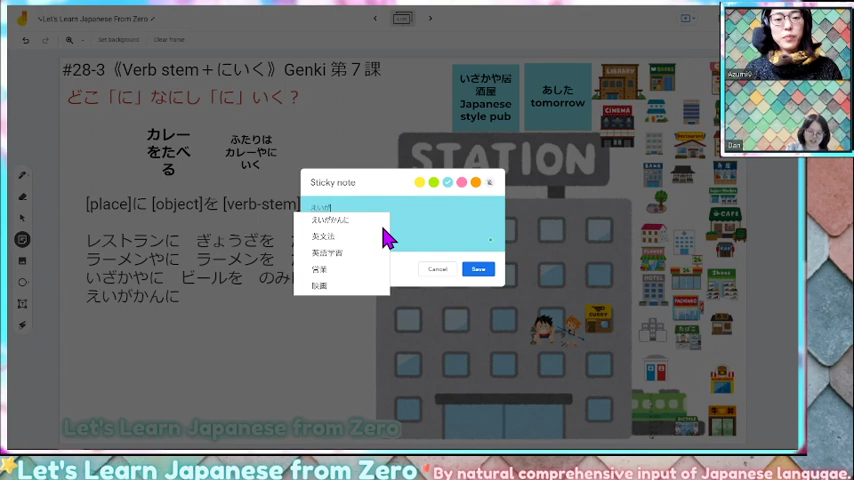 Let's Learn Japanese From Zero
Set background
Clear frame
#28-3《Verb stem＋にいく》Genki 第７課
どこ「に」なにし「に」いく？
いざかや居
酒屋
Japanese
style pub
あした
tomorrow
LIBRARY
CINEMA
Azumi
Dan
カレー
をたべ
る
ふたりは
カレーやに
いく
STATION
BANK
CAFE
HOTEL
[place]に [object]を [verb-stem]
レストランに ぎょうざを
ラーメンやに ラーメンを
いざかやに ビールを のみ
えいがかんに
Sticky note
えいが
えいがかんに
英文法
英語学習
営業
映画
Cancel
Save
CURRY
たばこ
Let's Learn Japanese from Zero
Let's Learn Japanese from Zero
By natural comprehensive input of Japanese langugae.